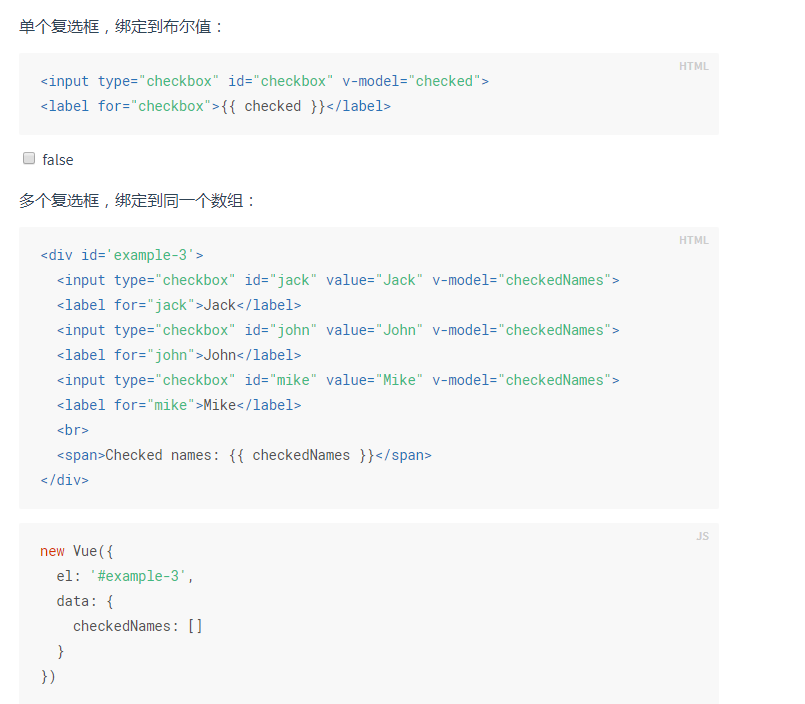 单个复选框，绑定到布尔值：
HTML
<input type="checkbox" id="checkbox" v-model="checked">
<label for="checkbox">{{ checked }}</label>
false
多个复选框，绑定到同一个数组：
HTML
<div id='example-3'>
  <input type="checkbox" id="jack" value="Jack" v-model="checkedNames">
  <label for="jack">Jack</label>
  <input type="checkbox" id="john" value="John" v-model="checkedNames">
  <label for="john">John</label>
  <input type="checkbox" id="mike" value="Mike" v-model="checkedNames">
  <label for="mike">Mike</label>
  <br>
  <span>Checked names: {{ checkedNames }}</span>
</div>
JS
new Vue({
  el: '#example-3',
  data: {
    checkedNames: []
  }
})